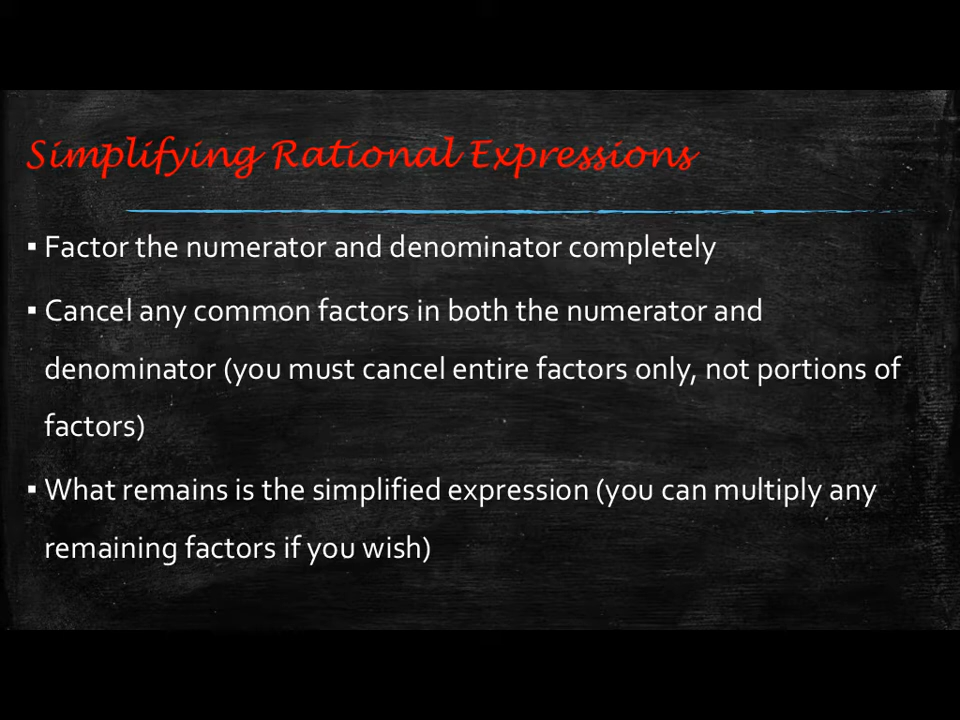 Simplifying Rational Expressions
▪ Factor the numerator and denominator completely
▪ Cancel any common factors in both the numerator and
denominator (you must cancel entire factors only, not portions of
factors)
▪ What remains is the simplified expression (you can multiply any
remaining factors if you wish)